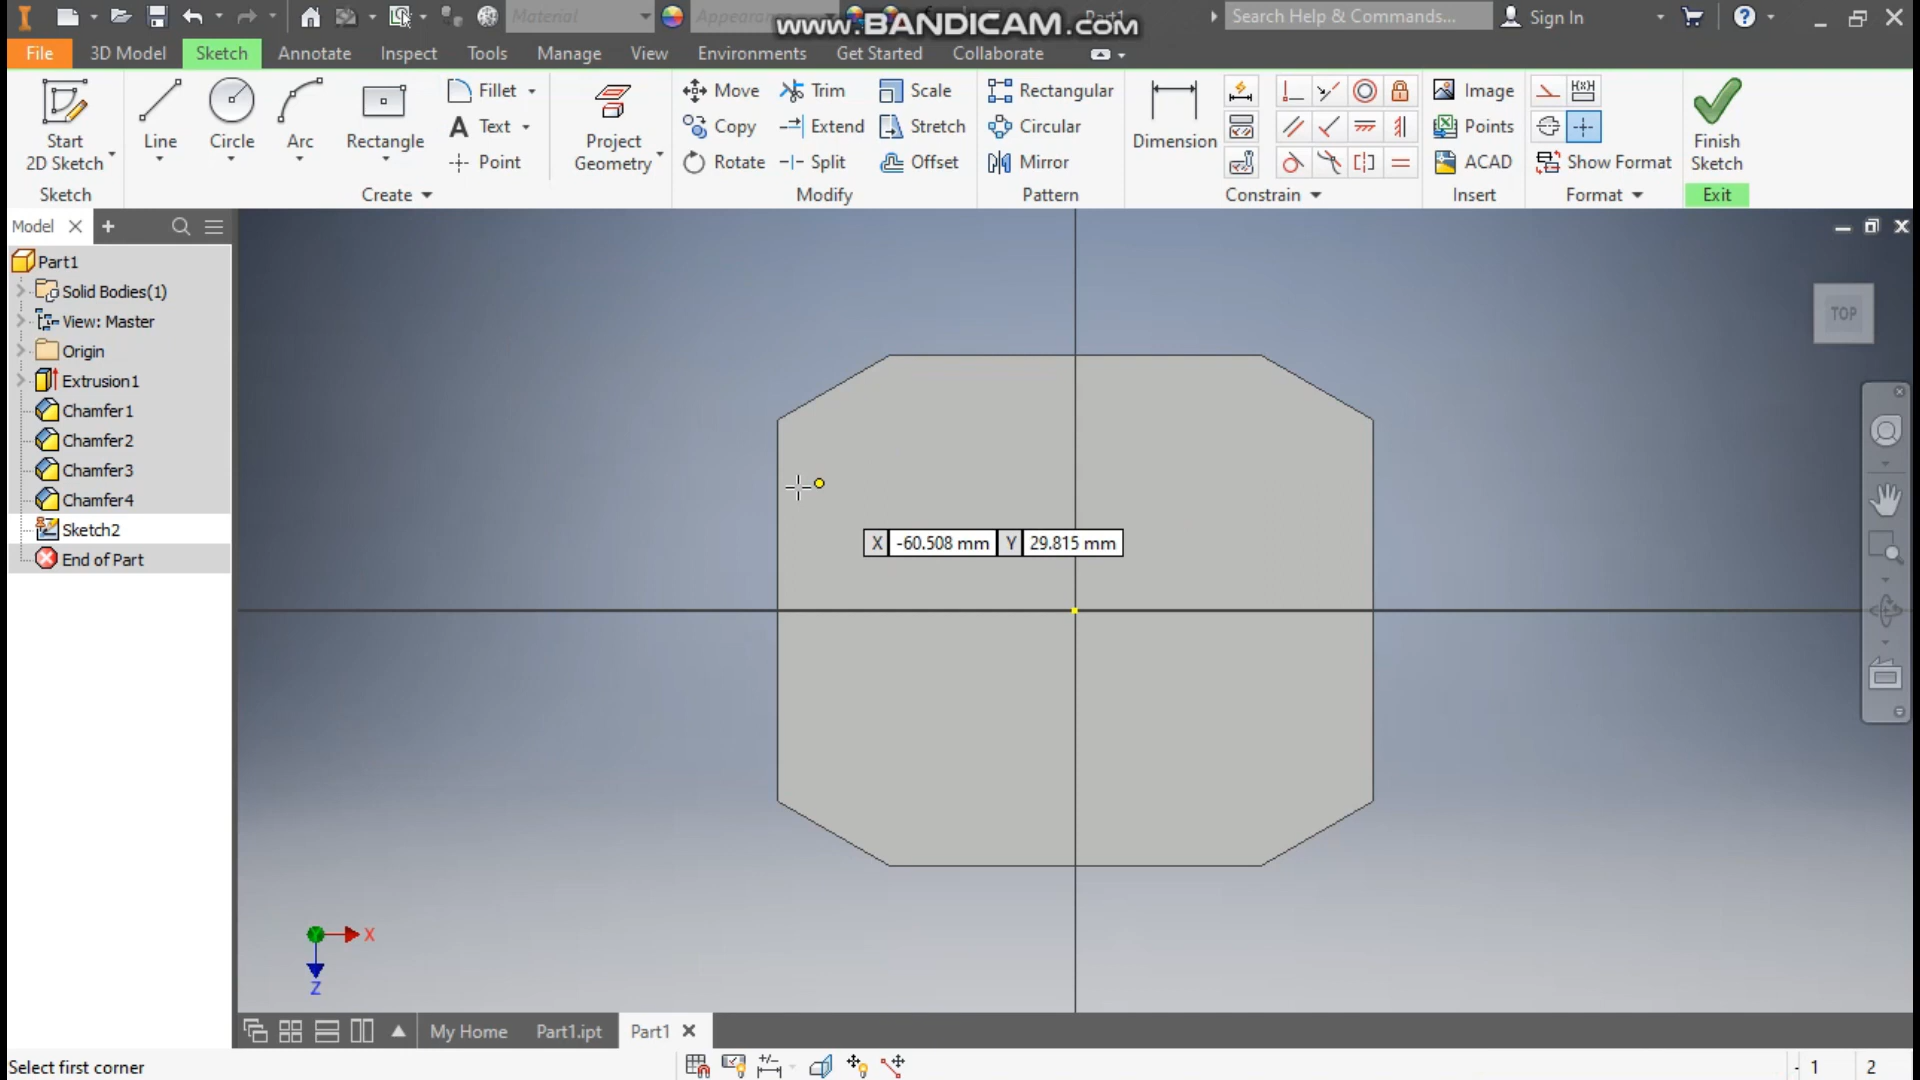 Material
Appearance
www.BANDICAM.com
Part1
Search Help & Commands...
Sign In
File
3D Model
Sketch
Annotate
Inspect
Tools
Manage
View
Environments
Get Started
Collaborate
Start
2D Sketch
Line
Circle
Arc
Rectangle
Fillet
Text
Point
Project
Geometry
Move
Copy
Rotate
Trim
Extend
Split
Scale
Stretch
Offset
Rectangular
Circular
Mirror
Dimension
Image
Points
ACAD
Show Format
Finish
Sketch
Sketch
Create
Modify
Pattern
Constrain
Insert
Format
Exit
Model
Part1
Solid Bodies(1)
View: Master
Origin
Extrusion1
Chamfer1
Chamfer2
Chamfer3
Chamfer4
Sketch2
End of Part
TOP
X -60.508 mm Y 29.815 mm
X
Z
My Home
Part1.ipt
Part1
Select first corner
1
2